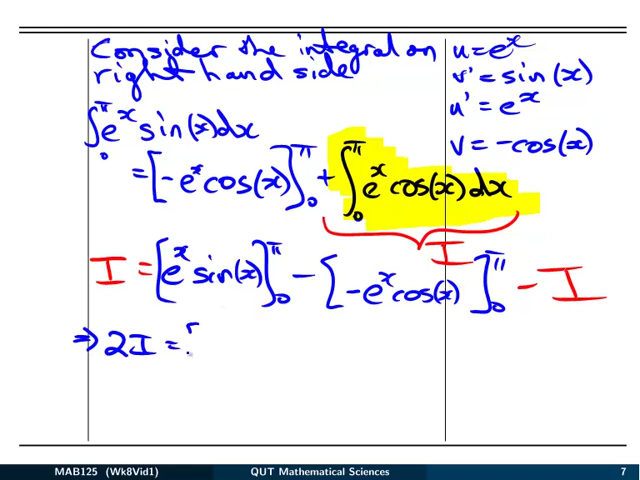 Consider the integral on
right hand side
u=e^x
v'=sin(x)
u'=e^x
v=-cos(x)
∫_0^π e^x sin(x)dx
=[-e^x cos(x)]_0^π + ∫_0^π e^x cos(x)dx
I
I =[e^x sin(x)]_0^π - [-e^x cos(x)]_0^π - I
⇒ 2I =
MAB125 (Wk8Vid1) QUT Mathematical Sciences 7